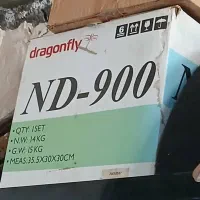 dragonfly
ND-900
• QTY: 1SET
• N.W: 14KG
• G.W: 15KG
• MEAS: 35.5X30X30CM